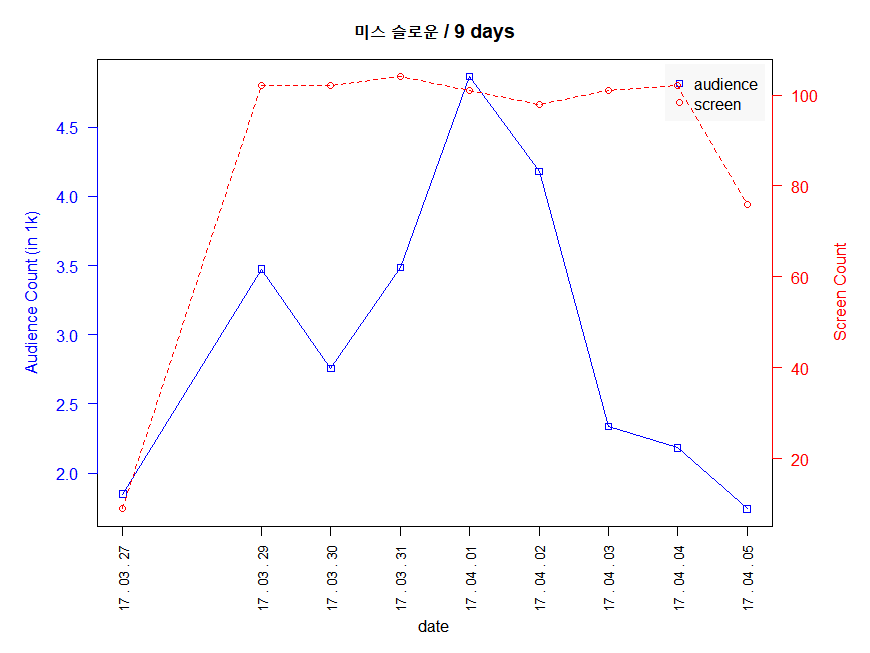 미스 슬로운 / 9 days
audience
screen
Audience Count (in 1k)
4.5
4.0
3.5
3.0
2.5
2.0
Screen Count
100
80
60
40
20
17 . 03 . 27
17 . 03 . 29
17 . 03 . 30
17 . 03 . 31
17 . 04 . 01
17 . 04 . 02
17 . 04 . 03
17 . 04 . 04
17 . 04 . 05
date